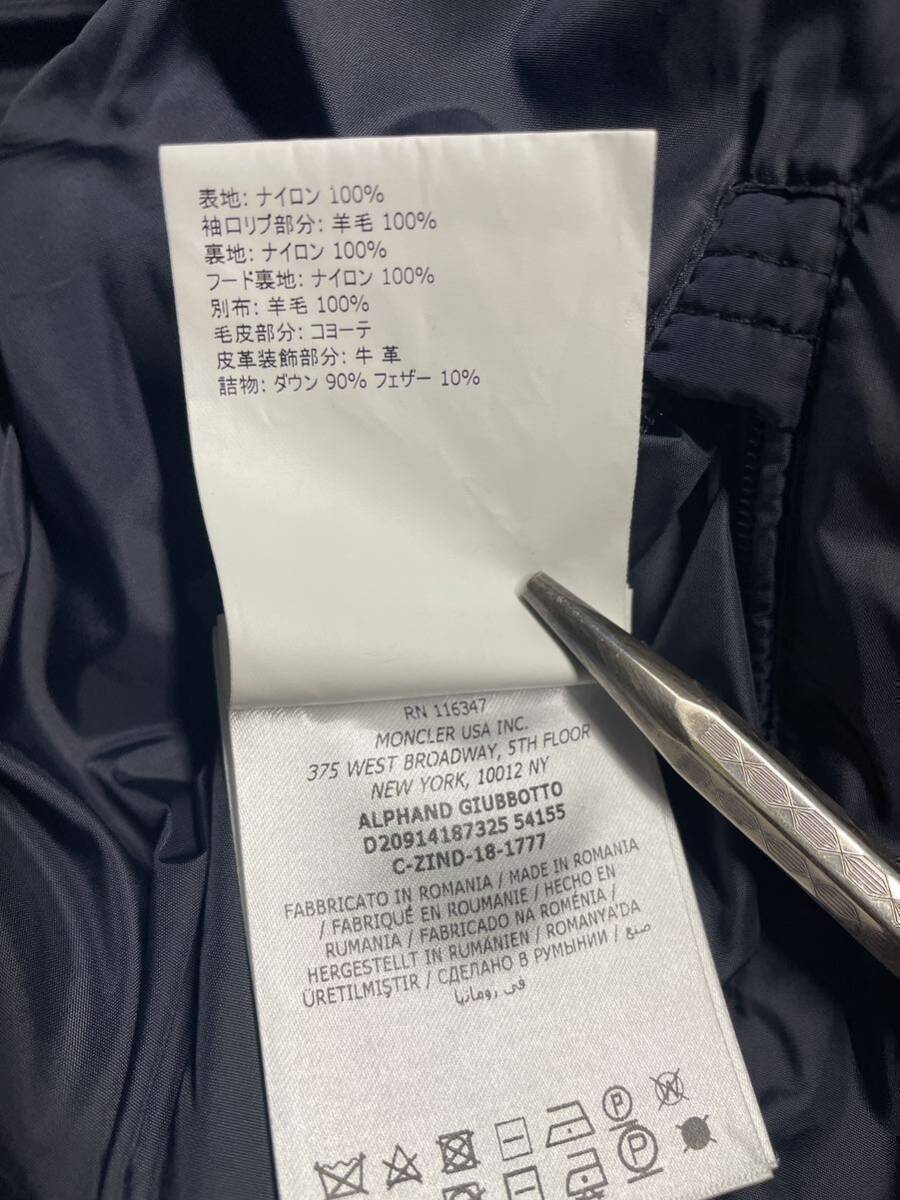 表地: ナイロン 100%
袖口リブ部分: 羊毛 100%
裏地: ナイロン 100%
フード裏地: ナイロン 100%
別布: 羊毛 100%
毛皮部分: コヨーテ
皮革装飾部分: 牛 革
詰物: ダウン 90% フェザー 10%
RN 116347
MONCLER USA INC.
375 WEST BROADWAY, 5TH FLOOR
NEW YORK, 10012 NY
ALPHAND GIUBBOTTO
D20914187325 54155
C-ZIND-18-1777
FABBRICATO IN ROMANIA / MADE IN ROMANIA
/ FABRIQUÉ EN ROUMANIE / HECHO EN
RUMANIA / FABRICADO NA ROMÉNIA /
HERGESTELLT IN RUMÄNIEN / ROMANYA'DA
ÜRETILMIŞTIR / СДЕЛАНО В РУМЫНИИ / صنع
في رومانيا
P W
P